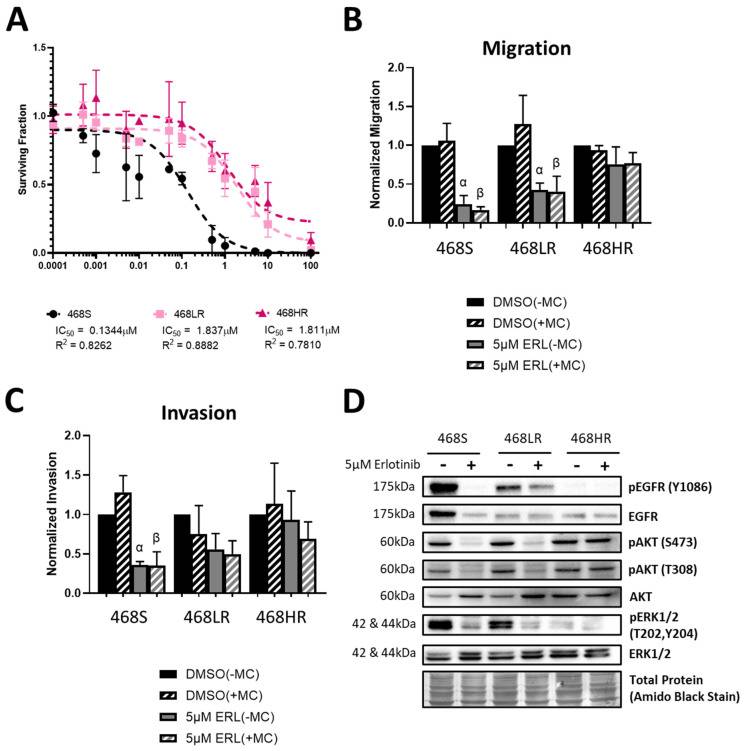 A
1.5
1.0
0.5
0.0
Surviving Fraction
0.0001
0.001
0.01
0.1
1
10
100
468S
468LR
468HR
IC50 = 0.1344µM
IC50 = 1.837µM
IC50 = 1.811µM
R2 = 0.8262
R2 = 0.8882
R2 = 0.7810
B
Migration
2.0
1.5
1.0
0.5
0.0
Normalized Migration
α
β
α
β
468S
468LR
468HR
DMSO(-MC)
DMSO(+MC)
5µM ERL(-MC)
5µM ERL(+MC)
C
Invasion
2.0
1.5
1.0
0.5
0.0
Normalized Invasion
α
β
468S
468LR
468HR
DMSO(-MC)
DMSO(+MC)
5µM ERL(-MC)
5µM ERL(+MC)
D
468S
468LR
468HR
5µM Erlotinib
-
+
-
+
-
+
175kDa
pEGFR (Y1086)
175kDa
EGFR
60kDa
pAKT (S473)
60kDa
pAKT (T308)
60kDa
AKT
42 & 44kDa
pERK1/2
(T202,Y204)
42 & 44kDa
ERK1/2
Total Protein
(Amido Black Stain)